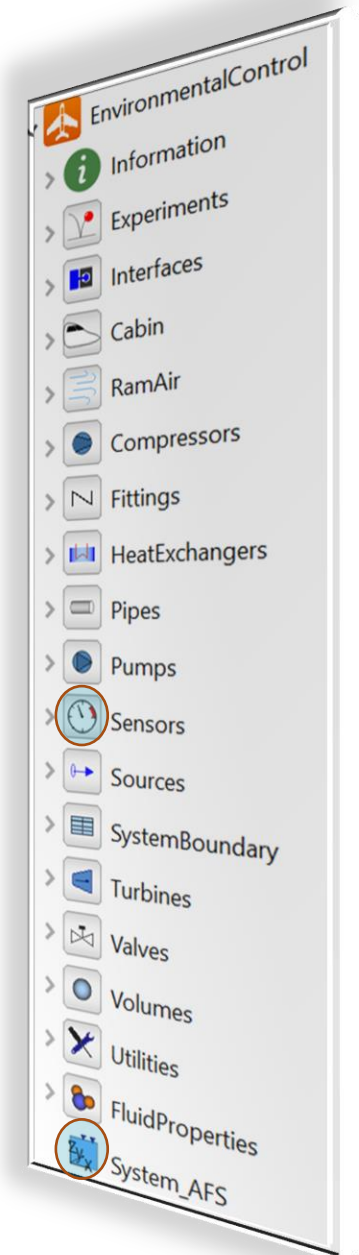 EnvironmentalControl
Information
Experiments
Interfaces
Cabin
RamAir
Compressors
Fittings
HeatExchangers
Pipes
Pumps
Sensors
Sources
SystemBoundary
Turbines
Valves
Volumes
Utilities
FluidProperties
System_AFS